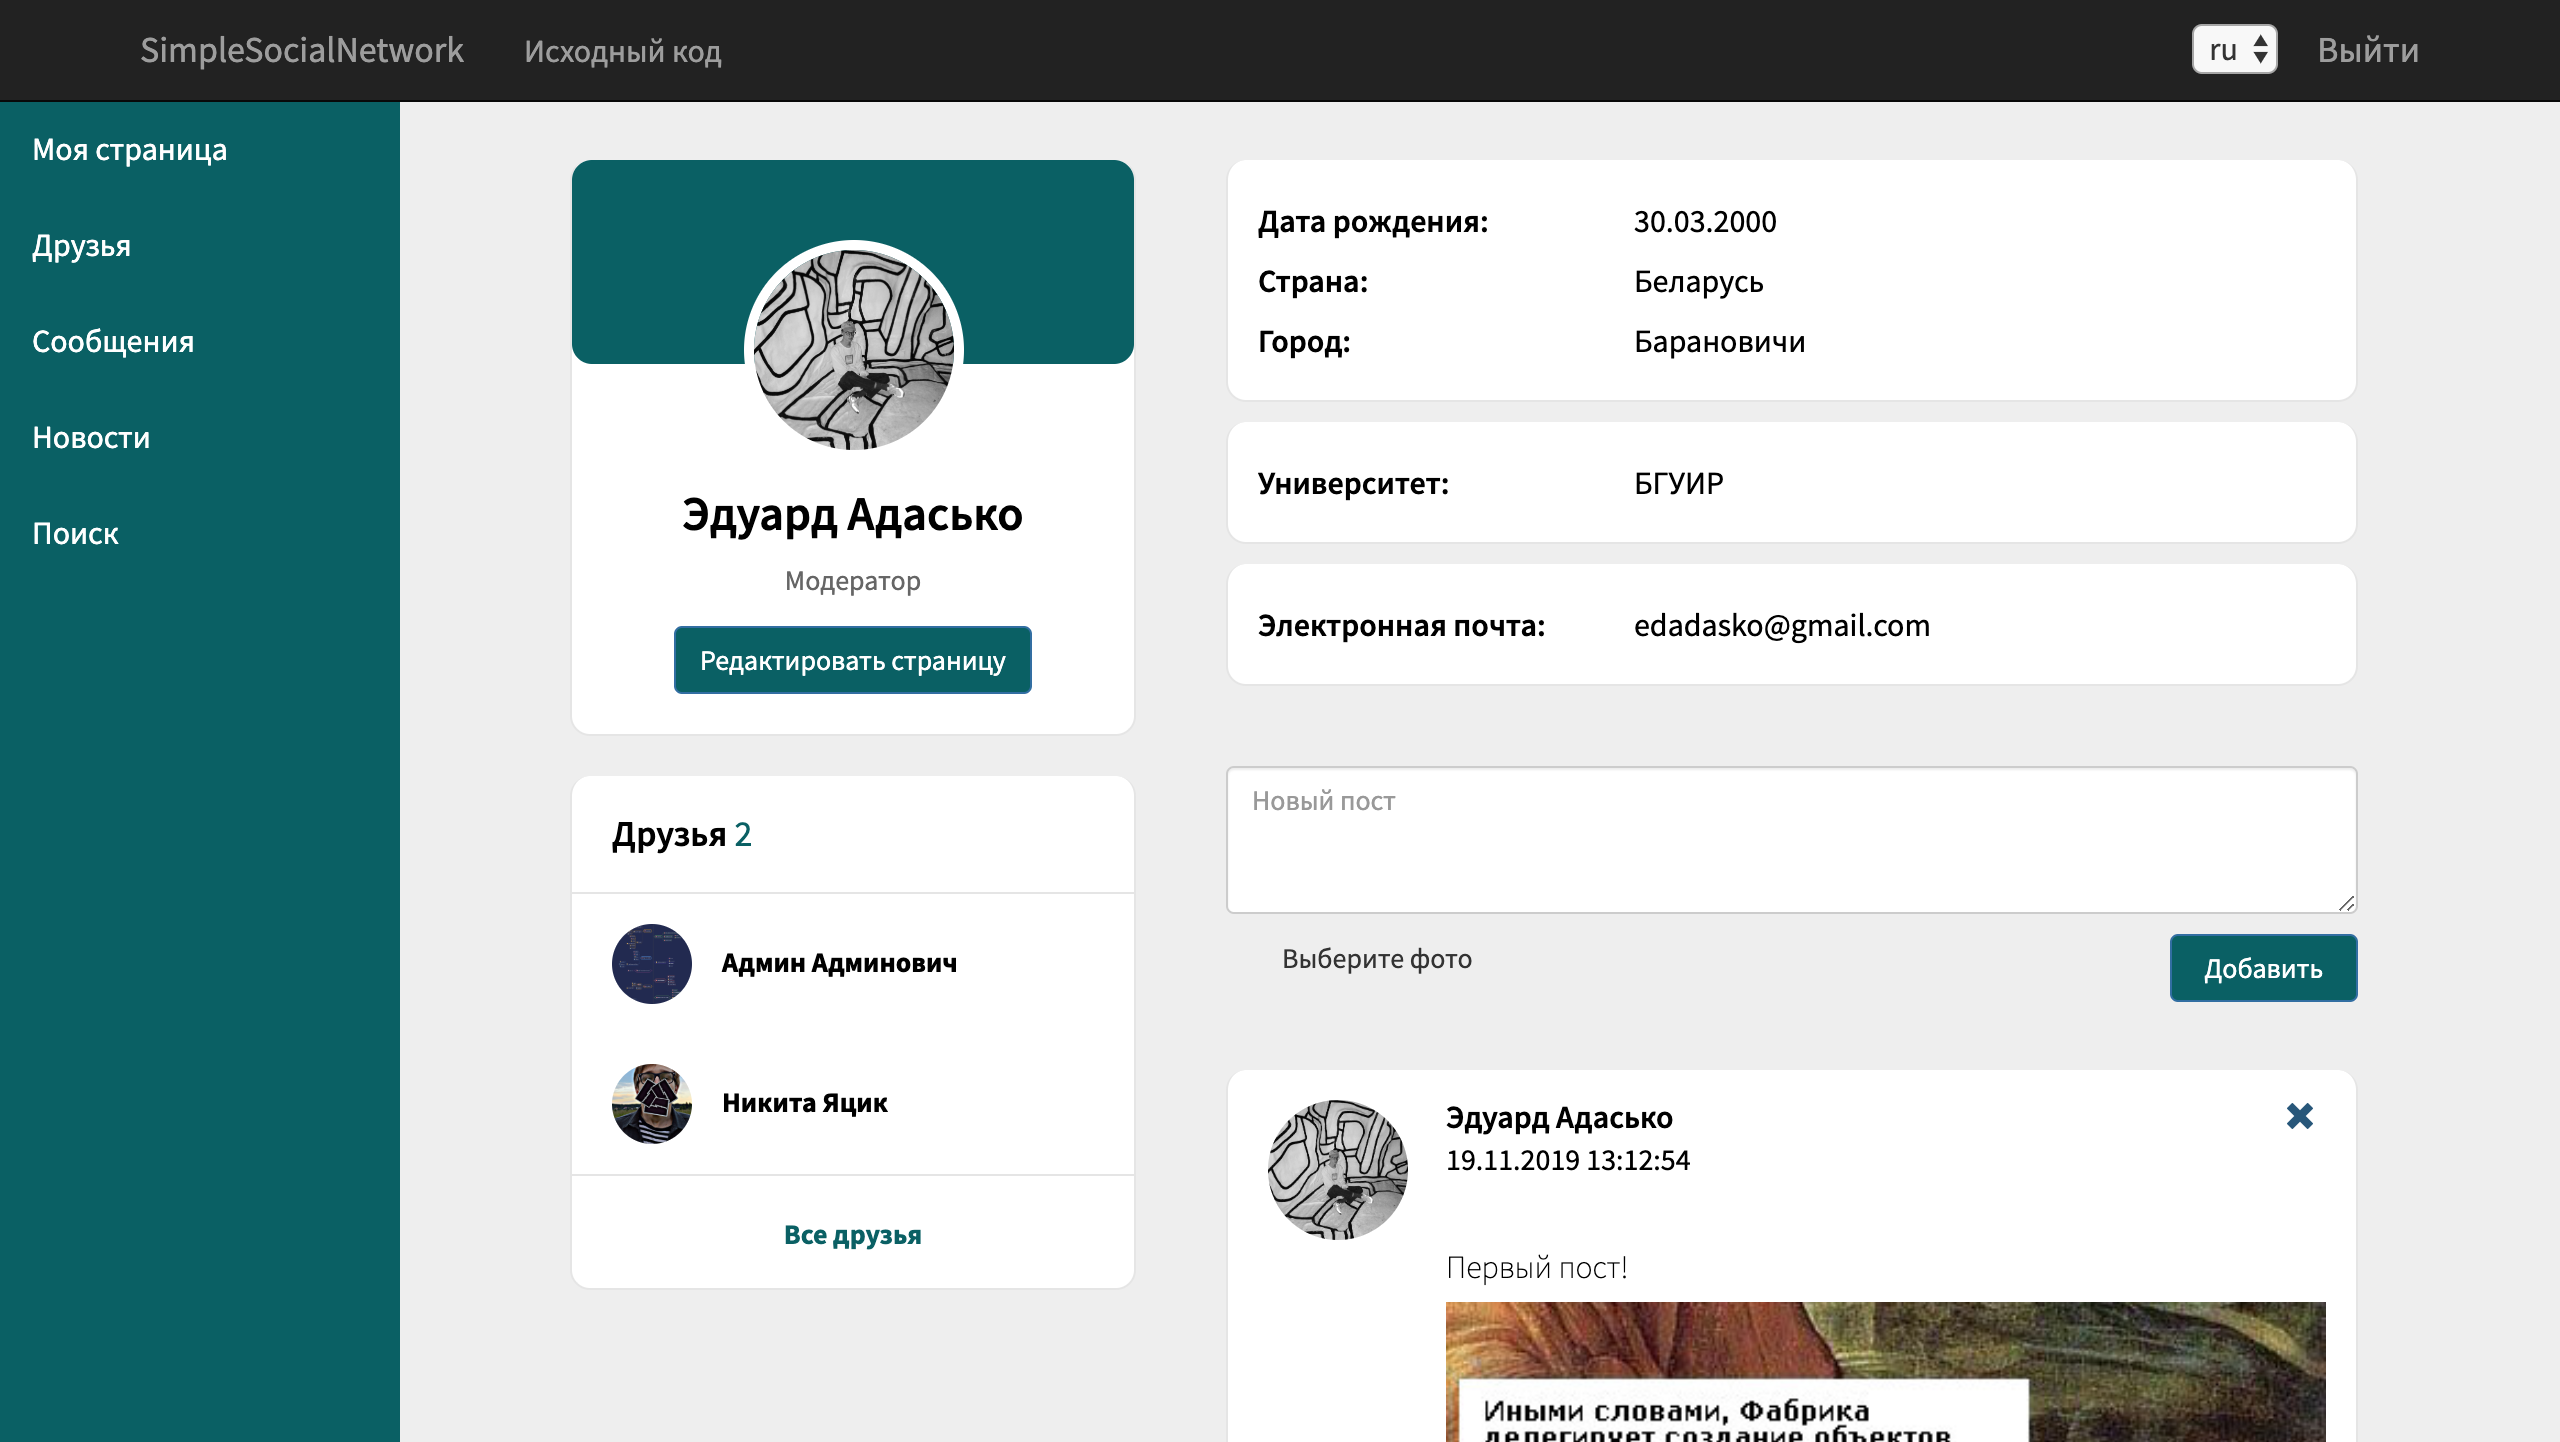 SimpleSocialNetwork
Исходный код
ru
Выйти
Моя страница
Друзья
Сообщения
Новости
Поиск
Эдуард Адасько
Модератор
Редактировать страницу
Друзья 2
Админ Админович
Никита Яцик
Все друзья
Дата рождения: 30.03.2000
Страна: Беларусь
Город: Барановичи
Университет: БГУИР
Электронная почта: edadasko@gmail.com
Новый пост
Выберите фото
Добавить
Эдуард Адасько
19.11.2019 13:12:54
Первый пост!
Иными словами, Фабрика
делегирует создание объектов